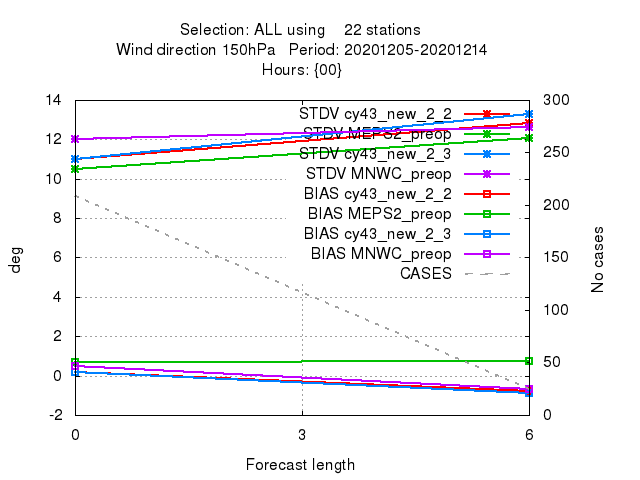 Selection: ALL using 22 stations
Wind direction 150hPa Period: 20201205-20201214
Hours: {00}
14
12
10
8
6
4
2
0
-2
deg
300
250
200
150
100
50
0
No cases
STDV cy43_new_2_2
STDV MEPS2_preop
STDV cy43_new_2_3
STDV MNWC_preop
BIAS cy43_new_2_2
BIAS MEPS2_preop
BIAS cy43_new_2_3
BIAS MNWC_preop
CASES
0
3
6
Forecast length